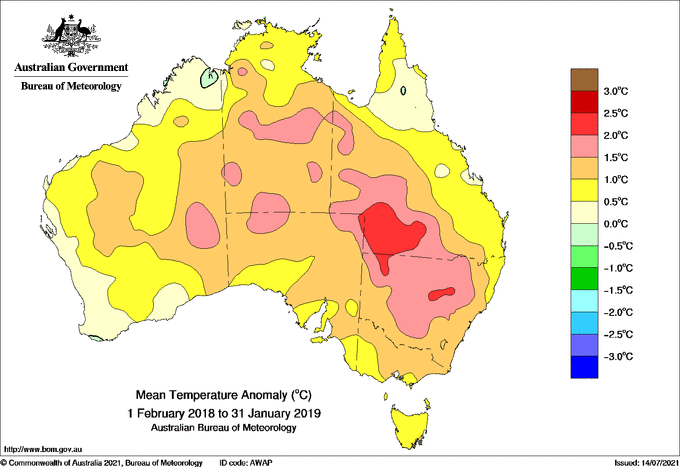 Australian Government
Bureau of Meteorology
3.0°C
2.5°C
2.0°C
1.5°C
1.0°C
0.5°C
0.0°C
-0.5°C
-1.0°C
-1.5°C
-2.0°C
-2.5°C
-3.0°C
Mean Temperature Anomaly (°C)
1 February 2018 to 31 January 2019
Australian Bureau of Meteorology
http://www.bom.gov.au
© Commonwealth of Australia 2021, Bureau of Meteorology ID code: AWAP Issued: 14/07/2021